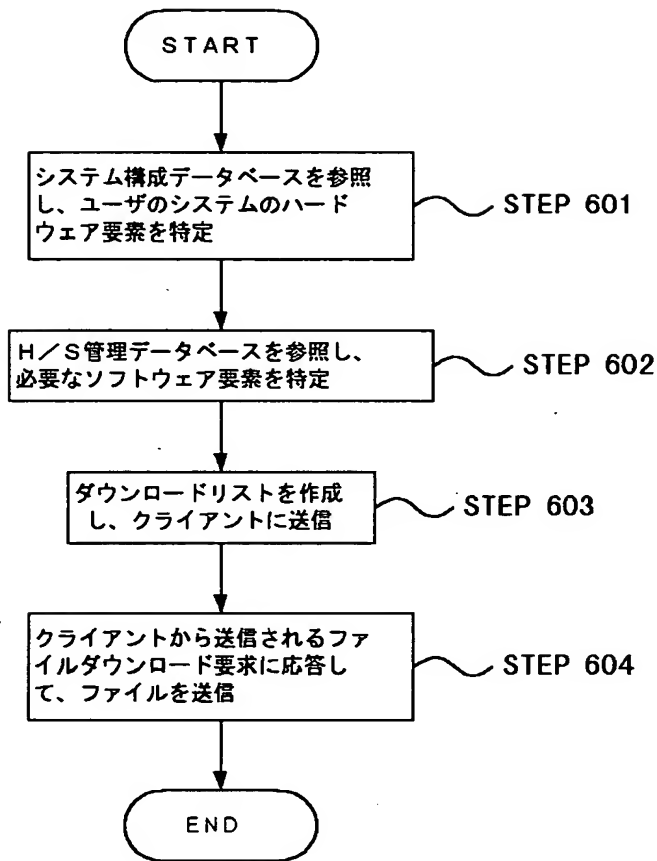 START
システム構成データベースを参照
し、ユーザのシステムのハード
ウェア要素を特定
STEP 601
H/S管理データベースを参照し、
必要なソフトウェア要素を特定
STEP 602
ダウンロードリストを作成
し、クライアントに送信
STEP 603
クライアントから送信されるファ
イルダウンロード要求に応答し
て、ファイルを送信
STEP 604
END